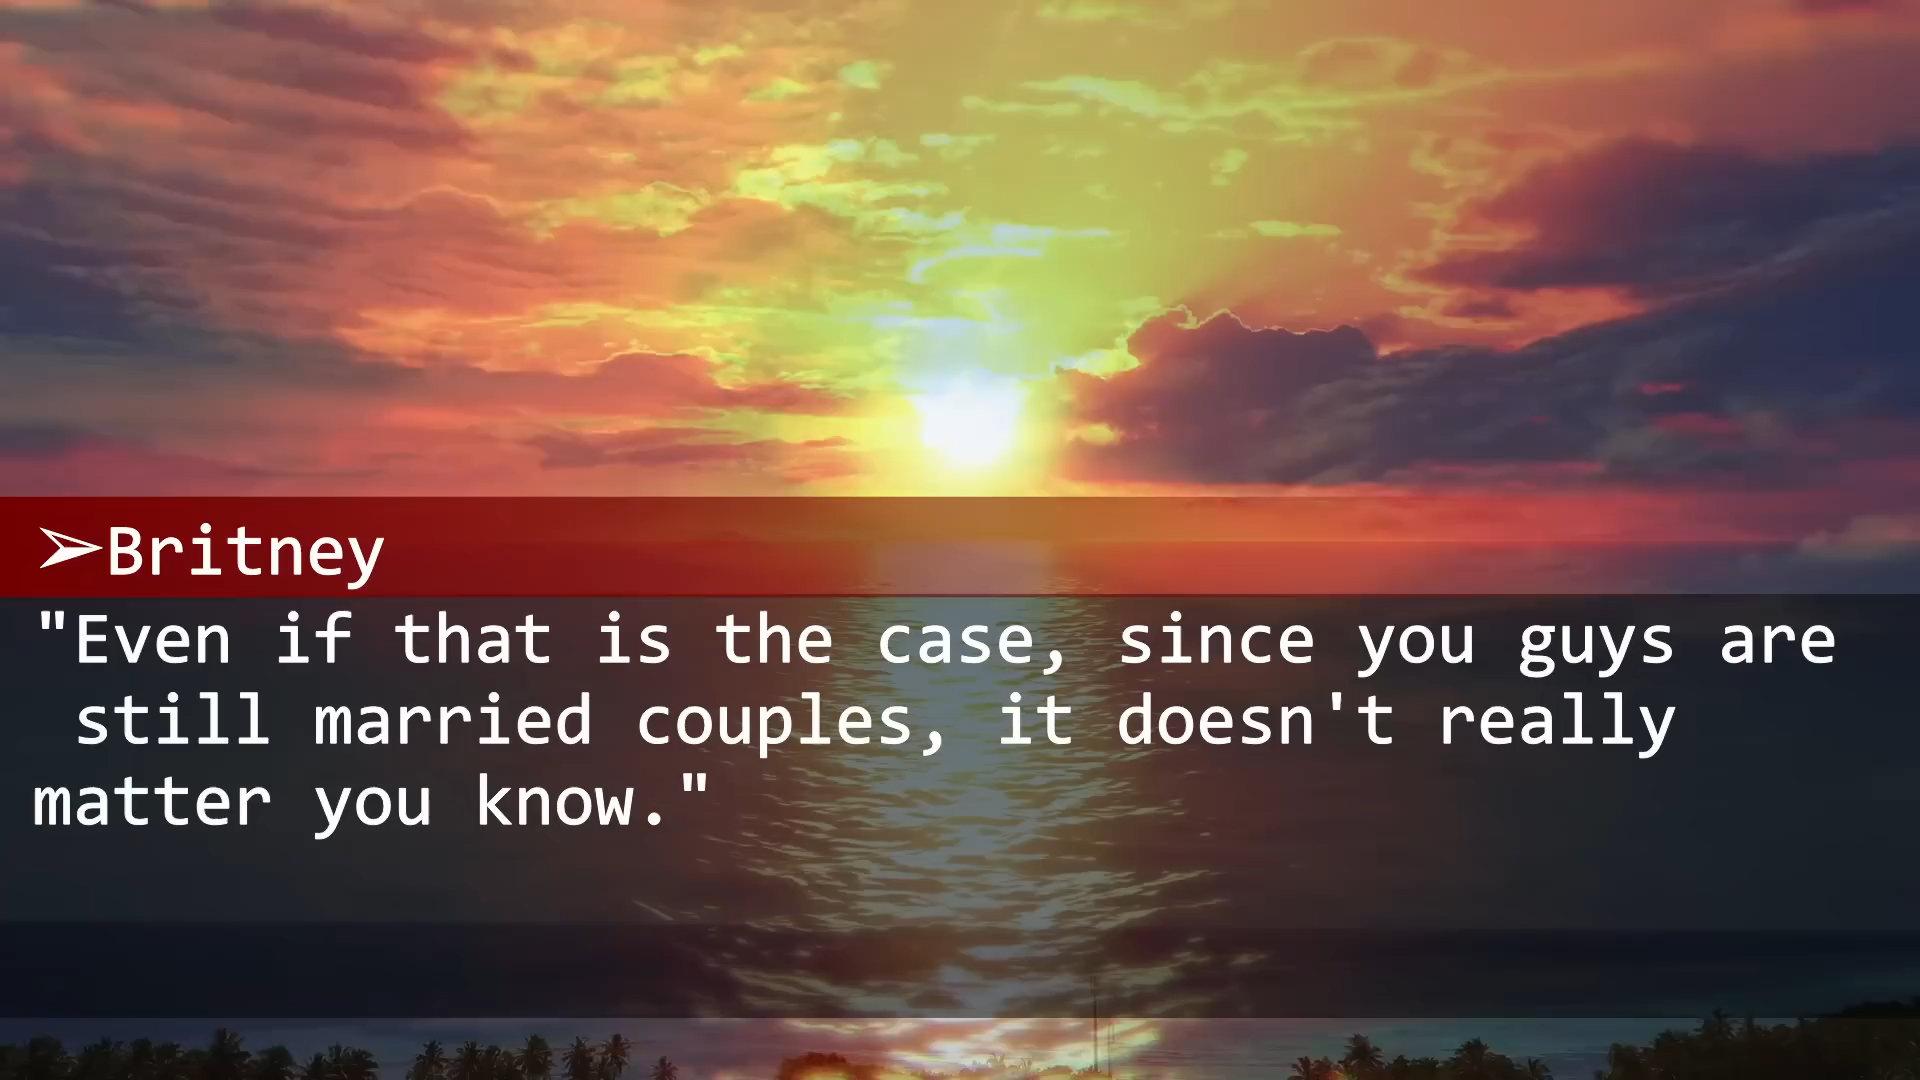 ➢Britney
"Even if that is the case, since you guys are
still married couples, it doesn't really
matter you know."